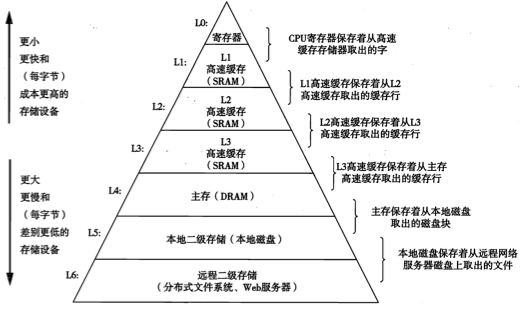 更小
更快和
（每字节）
成本更高的
存储设备
更大
更慢和
（每字节）
差别更低的
存储设备
L0:
寄存器
CPU寄存器保存着从高速
缓存存储器取出的字
L1:
L1
高速缓存
（SRAM）
L1高速缓存保存着从L2
高速缓存取出的缓存行
L2:
L2
高速缓存
（SRAM）
L2高速缓存保存着从L3
高速缓存取出的缓存行
L3:
L3
高速缓存
（SRAM）
L3高速缓存保存着从主存
高速缓存取出的缓存行
L4:
主存（DRAM）
主存保存着从本地磁盘
取出的磁盘块
L5:
本地二级存储（本地磁盘）
本地磁盘保存着从远程网络
服务器磁盘上取出的文件
L6:
远程二级存储
（分布式文件系统、Web服务器）